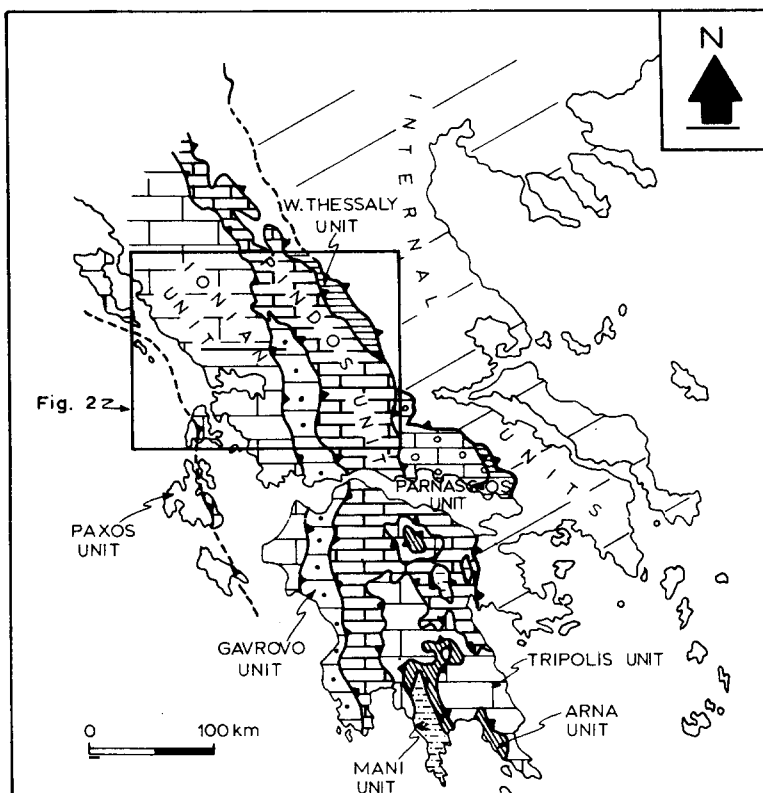 N
INTERNAL
W.THESSALY
UNIT
IONIAN
UNIT
PINDOS
UNIT
Fig. 2
UNITS
PARNASSOS
UNIT
PAXOS
UNIT
GAVROVO
UNIT
TRIPOLIS UNIT
ARNA
UNIT
MANI
UNIT
0 100 km